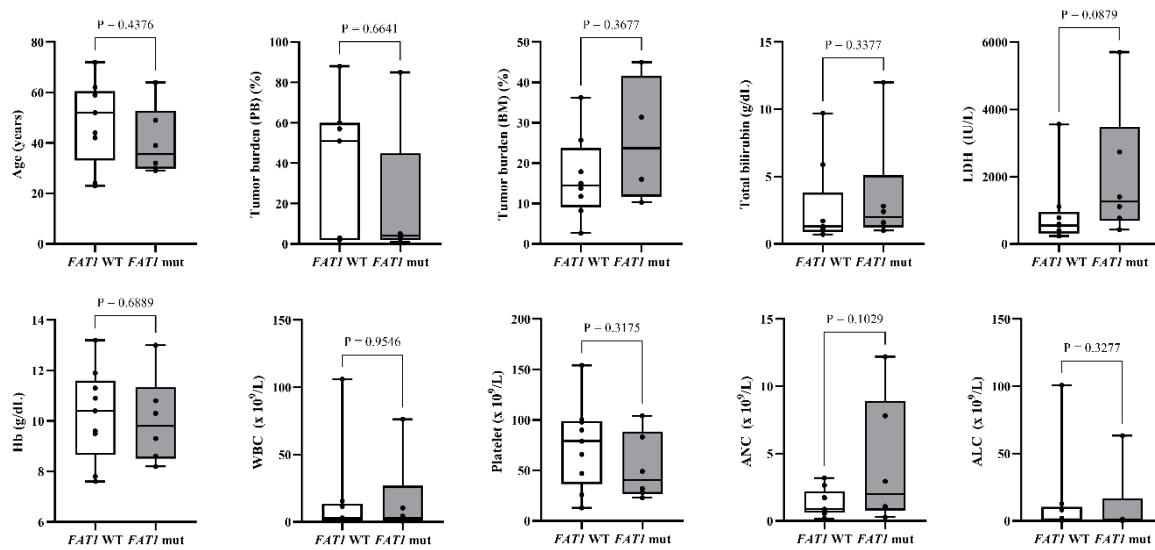 P = 0.4376
P = 0.6641
P = 0.3677
P = 0.3377
P = 0.0879
Age (years)
80
60
40
20
0
FAT1 WT FAT1 mut
Tumor burden (PB) (%)
100
80
60
40
20
0
FAT1 WT FAT1 mut
Tumor burden (BM) (%)
50
40
30
20
10
0
FAT1 WT FAT1 mut
Total bilirubin (g/dL)
15
10
5
0
FAT1 WT FAT1 mut
LDH (IU/L)
6000
4000
2000
0
FAT1 WT FAT1 mut
P = 0.6889
P = 0.9546
P = 0.3175
P = 0.1029
P = 0.3277
Hb (g/dL)
14
12
10
8
6
FAT1 WT FAT1 mut
WBC (x 10⁹/L)
150
100
50
0
FAT1 WT FAT1 mut
Platelet (x 10⁹/L)
200
150
100
50
0
FAT1 WT FAT1 mut
ANC (x 10⁹/L)
15
10
5
0
FAT1 WT FAT1 mut
ALC (x 10⁹/L)
150
100
50
0
FAT1 WT FAT1 mut